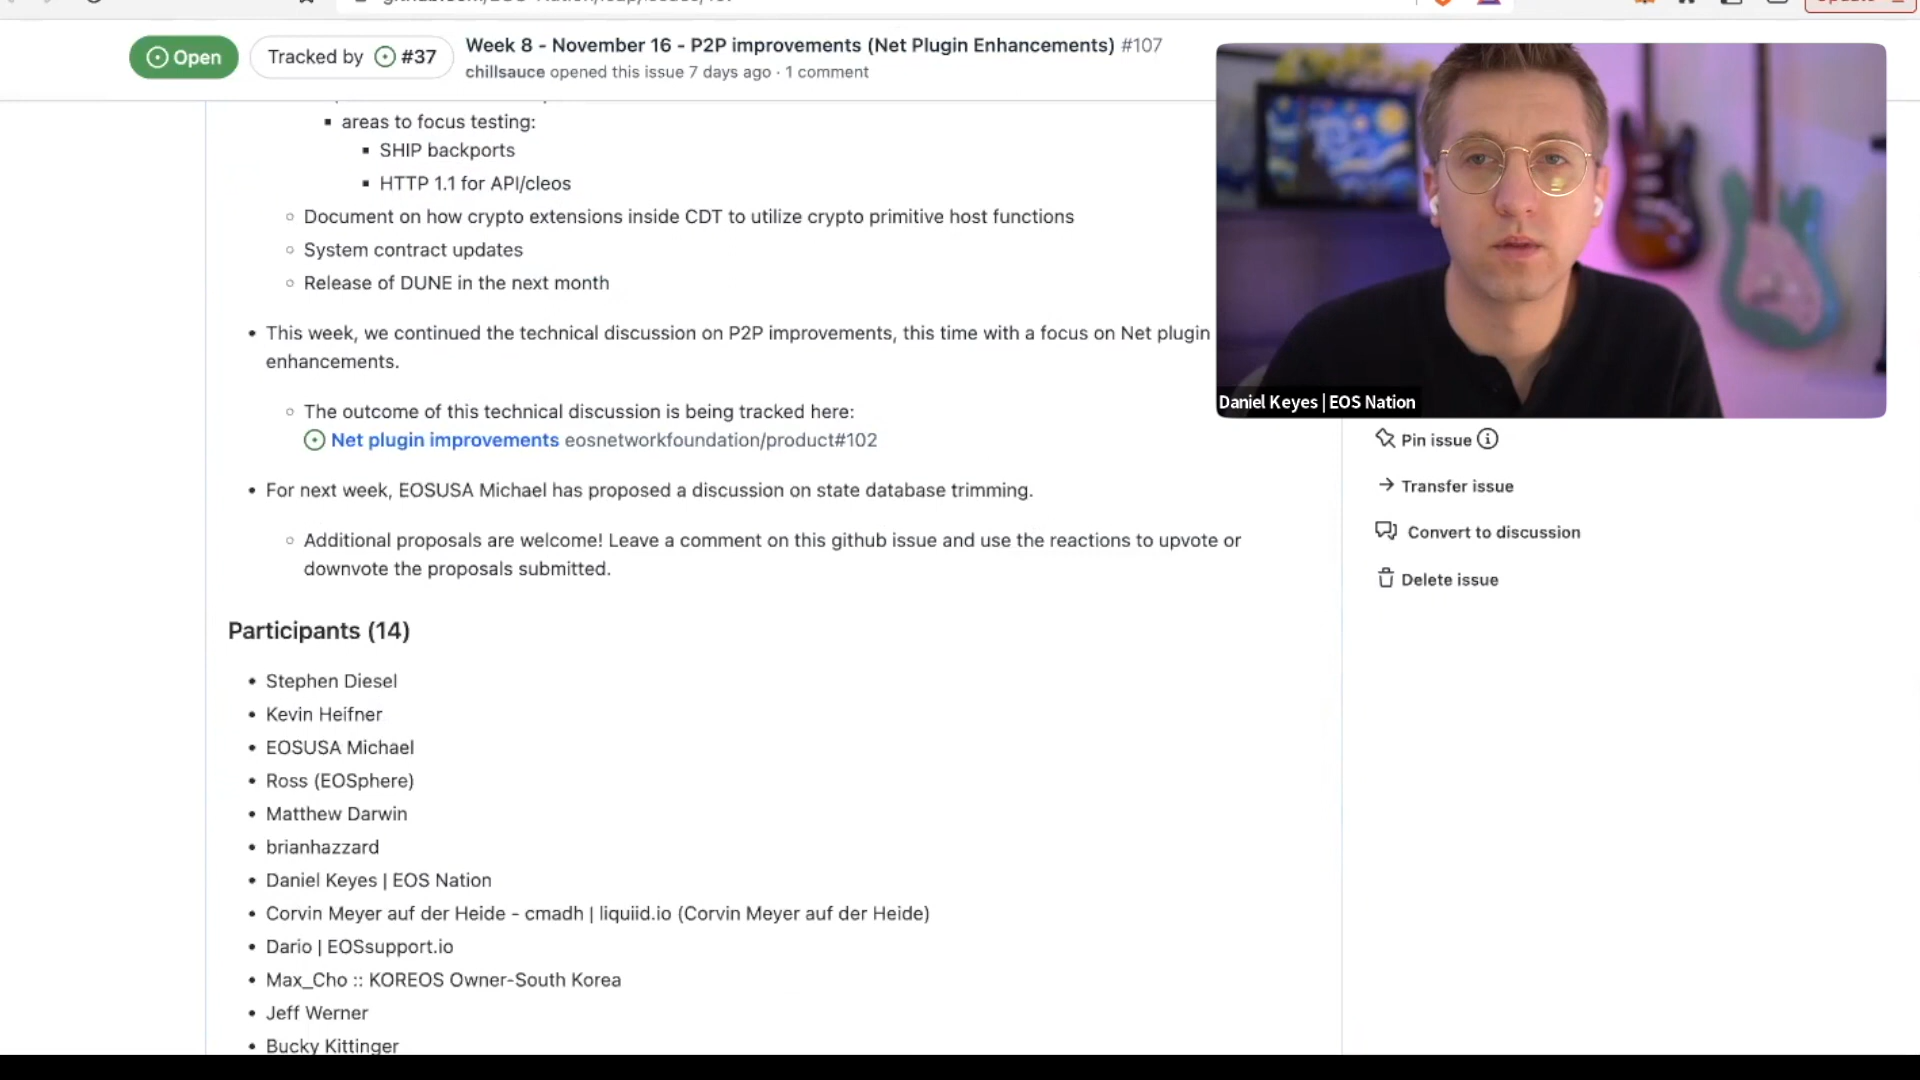 Open
Tracked by #37
Week 8 - November 16 - P2P improvements (Net Plugin Enhancements) #107
chillsauce opened this issue 7 days ago · 1 comment
Daniel Keyes | EOS Nation
▪ areas to focus testing:
▪ SHIP backports
▪ HTTP 1.1 for API/cleos
○ Document on how crypto extensions inside CDT to utilize crypto primitive host functions
○ System contract updates
○ Release of DUNE in the next month
• This week, we continued the technical discussion on P2P improvements, this time with a focus on Net plugin
enhancements.
○ The outcome of this technical discussion is being tracked here:
Net plugin improvements eosnetworkfoundation/product#102
• For next week, EOSUSA Michael has proposed a discussion on state database trimming.
○ Additional proposals are welcome! Leave a comment on this github issue and use the reactions to upvote or
downvote the proposals submitted.
Participants (14)
• Stephen Diesel
• Kevin Heifner
• EOSUSA Michael
• Ross (EOSphere)
• Matthew Darwin
• brianhazzard
• Daniel Keyes | EOS Nation
• Corvin Meyer auf der Heide - cmadh | liquiid.io (Corvin Meyer auf der Heide)
• Dario | EOSsupport.io
• Max_Cho :: KOREOS Owner-South Korea
• Jeff Werner
• Bucky Kittinger
Pin issue
Transfer issue
Convert to discussion
Delete issue